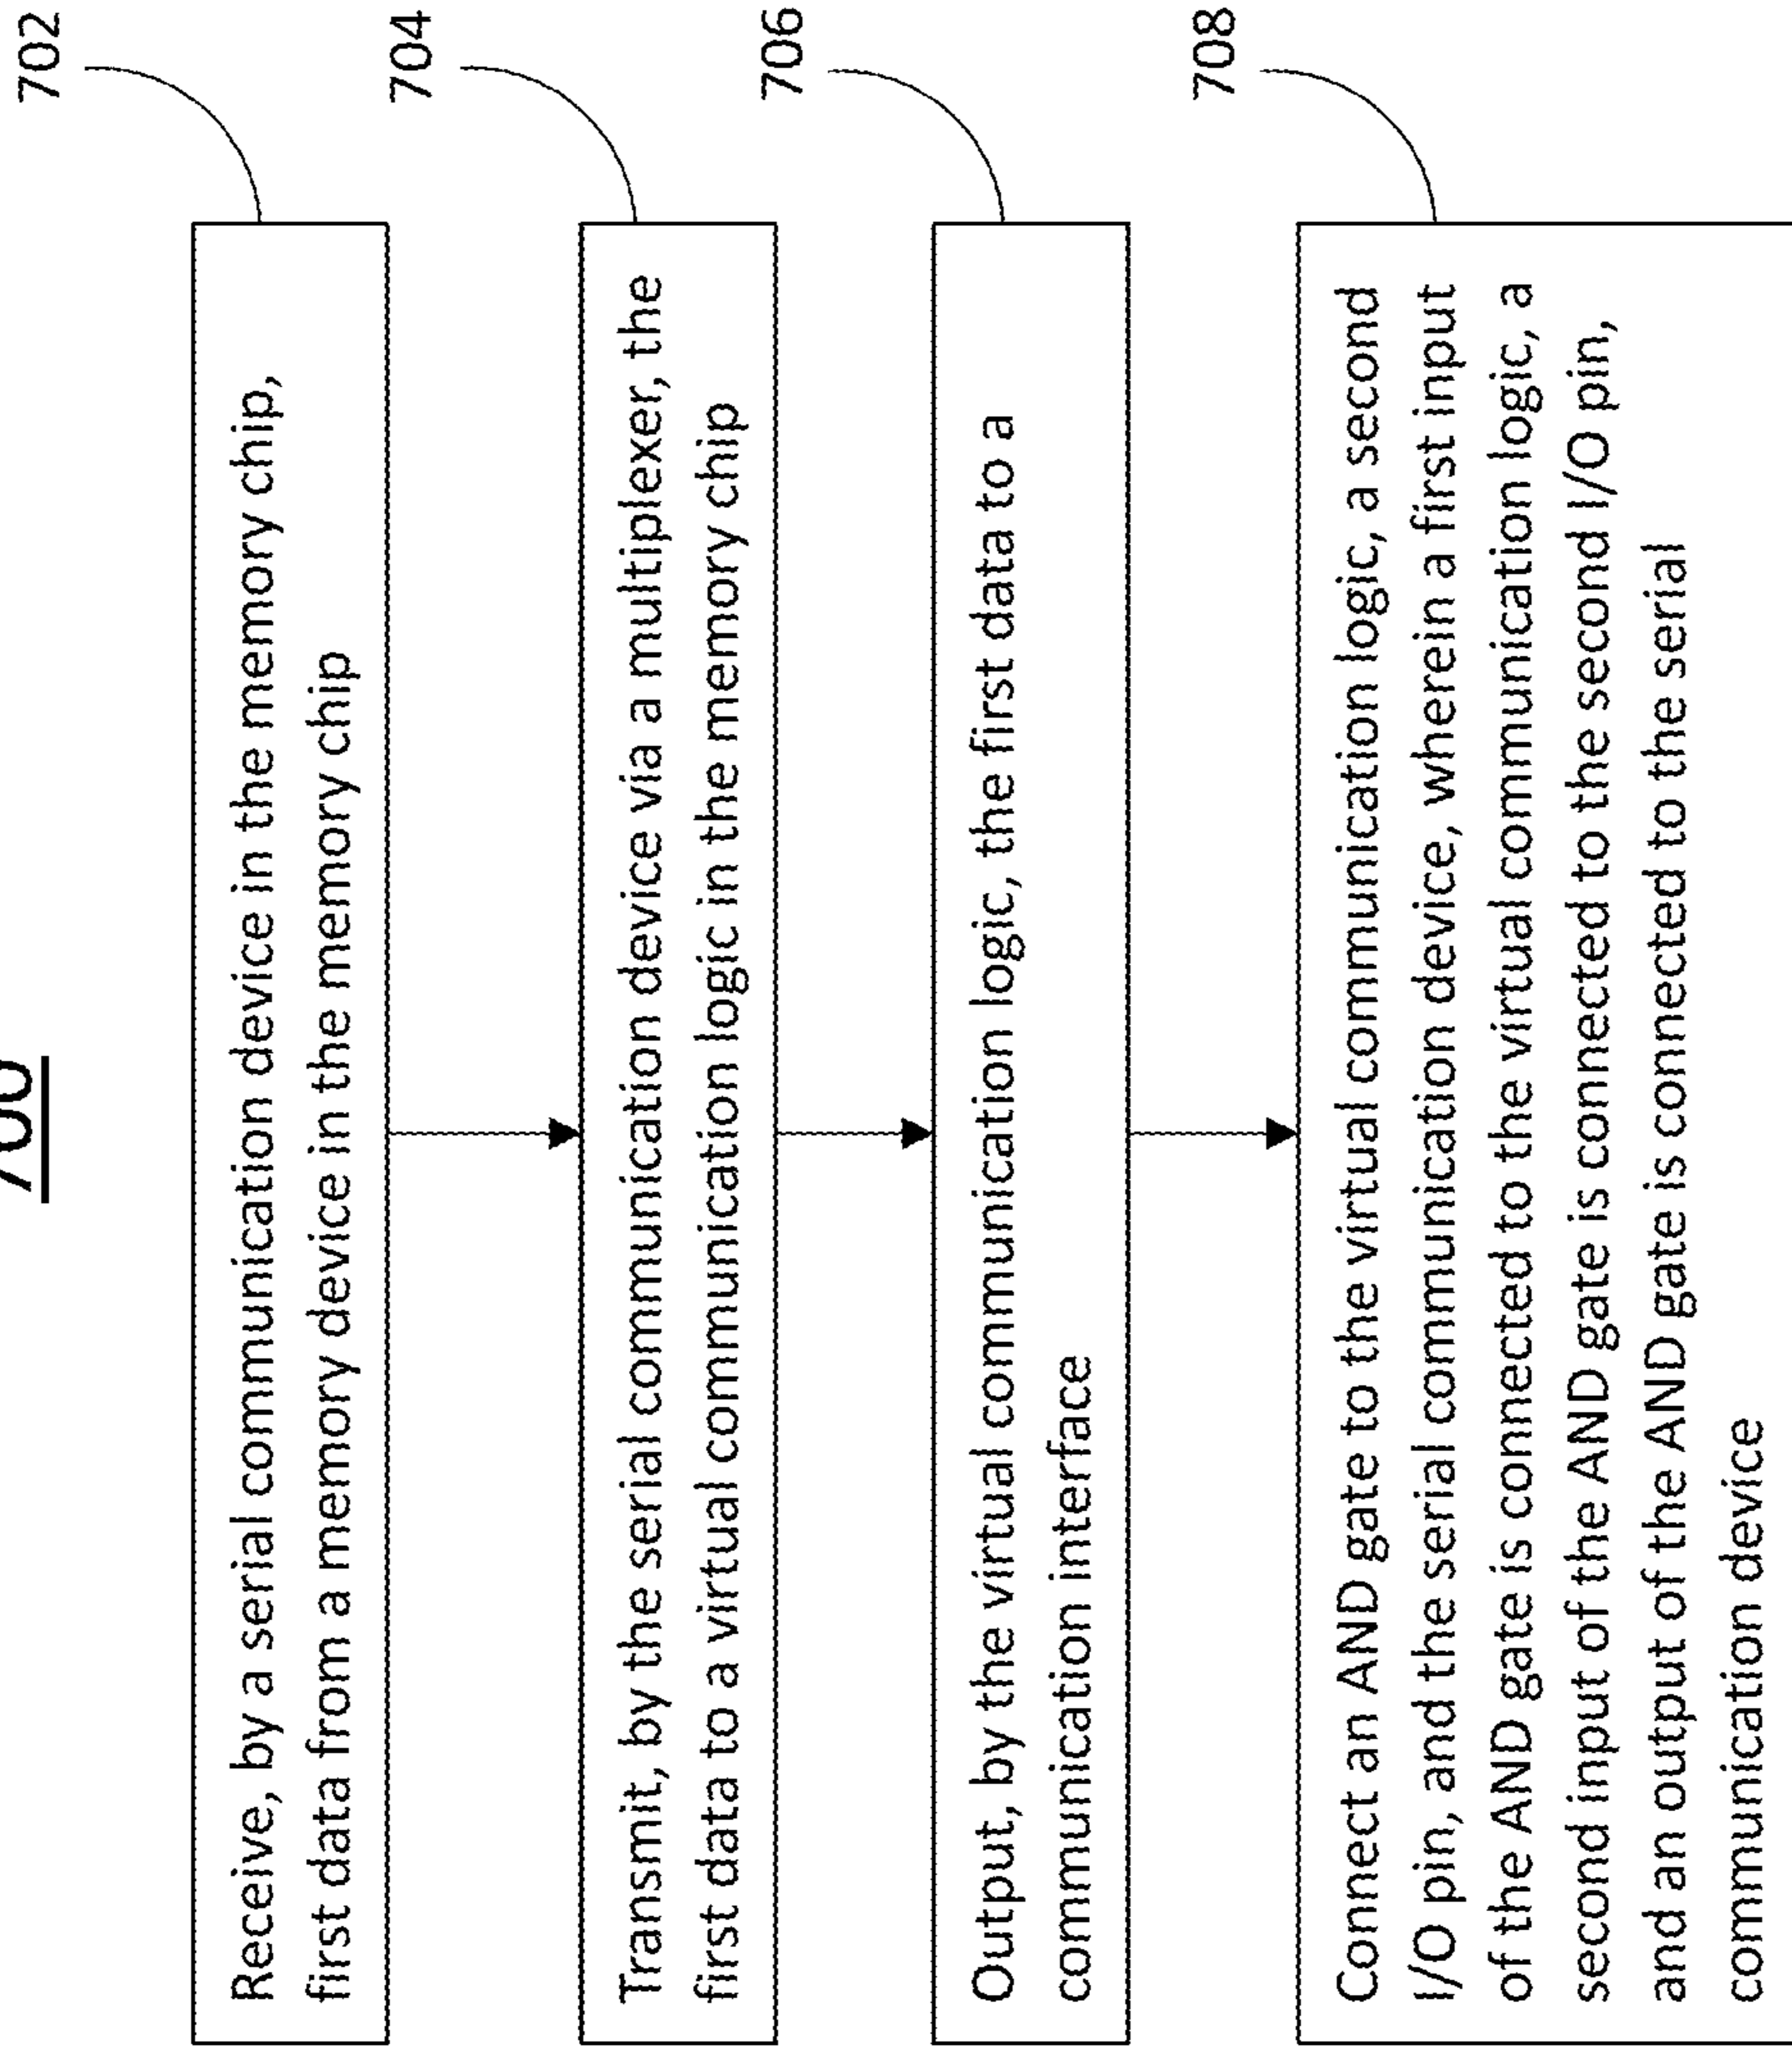 700
702
Receive, by a serial communication device in the memory chip,
first data from a memory device in the memory chip
704
Transmit, by the serial communication device via a multiplexer, the
first data to a virtual communication logic in the memory chip
706
Output, by the virtual communication logic, the first data to a
communication interface
708
Connect an AND gate to the virtual communication logic, a second
I/O pin, and the serial communication device, wherein a first input
of the AND gate is connected to the virtual communication logic, a
second input of the AND gate is connected to the second I/O pin,
and an output of the AND gate is connected to the serial
communication device